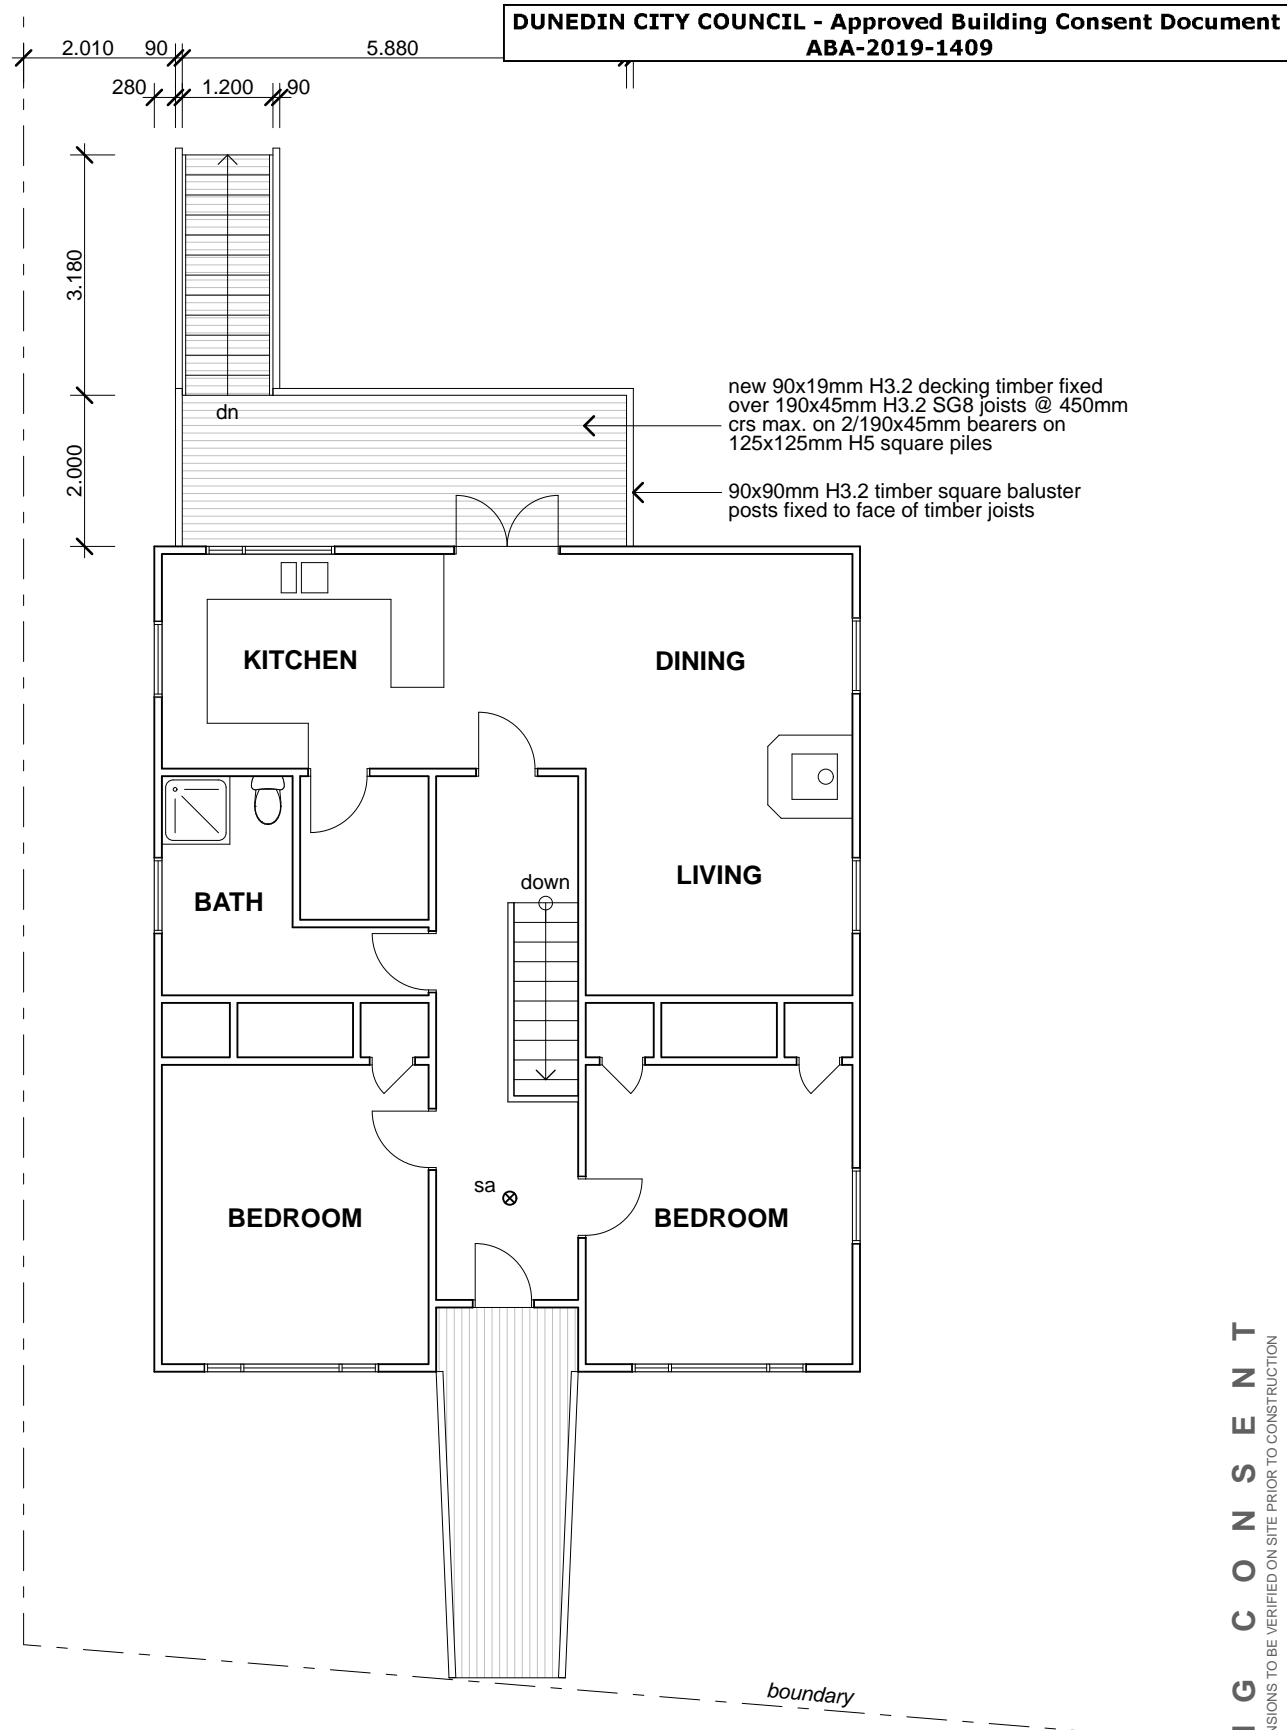 DUNEDIN CITY COUNCIL - Approved Building Consent Document
ABA-2019-1409
2.010 90 5.880
280 1.200 90
3.180
2.000
dn
new 90x19mm H3.2 decking timber fixed
over 190x45mm H3.2 SG8 joists @ 450mm
crs max. on 2/190x45mm bearers on
125x125mm H5 square piles
90x90mm H3.2 timber square baluster
posts fixed to face of timber joists
KITCHEN
DINING
LIVING
BATH
down
sa
BEDROOM
BEDROOM
boundary
G CONSENT
TO BE VERIFIED ON SITE PRIOR TO CONSTRUCTION